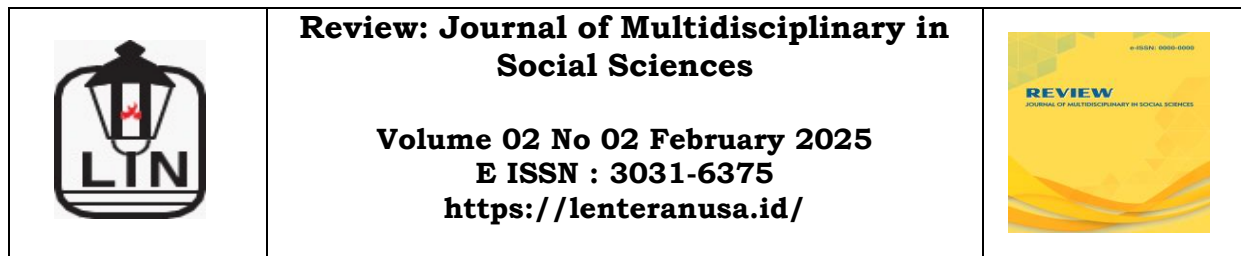 LIN
Review: Journal of Multidisciplinary in
Social Sciences
Volume 02 No 02 February 2025
E ISSN : 3031-6375
https://lenteranusa.id/
e-ISSN: 0000-0000
REVIEW
JOURNAL OF MULTIDISCIPLINARY IN SOCIAL SCIENCES